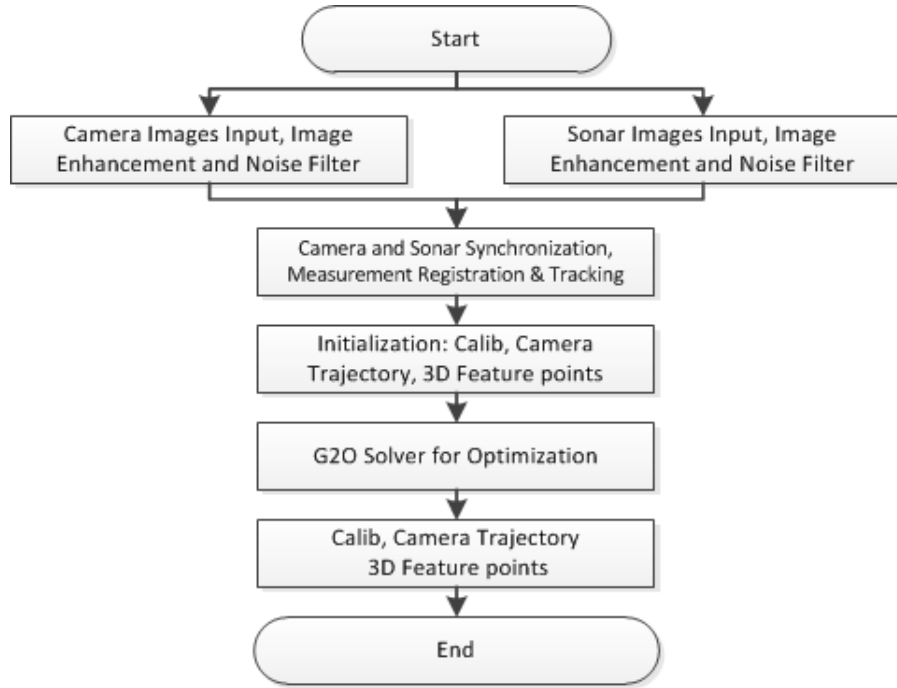 Start
Camera Images Input, Image
Enhancement and Noise Filter
Sonar Images Input, Image
Enhancement and Noise Filter
Camera and Sonar Synchronization,
Measurement Registration & Tracking
Initialization: Calib, Camera
Trajectory, 3D Feature points
G2O Solver for Optimization
Calib, Camera Trajectory
3D Feature points
End